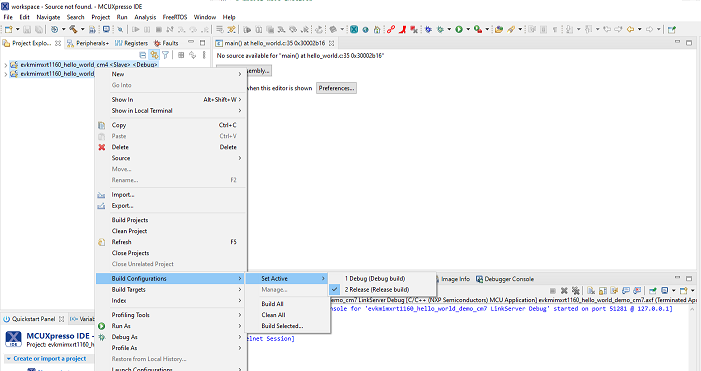 workspace - Source not found. - MCUXpresso IDE
File Edit Source Refactor Navigate Search Project Run Analysis FreeRTOS Window Help
Project Explo... Peripherals+ Registers Faults
main() at hello_world.c:35 0x30002b16
evkmimxrt1160_hello_world_cm4 <Slave> <Debug>
evkmimxrt1160_hello_world
No source available for "main() at hello_world.c:35 0x30002b16"
sembly...
when this editor is shown Preferences...
New
Go Into
Show In Alt+Shift+W
Show in Local Terminal
Copy Ctrl+C
Paste Ctrl+V
Delete Delete
Source
Move...
Rename... F2
Import...
Export...
Build Projects
Clean Project
Refresh F5
Close Projects
Close Unrelated Project
Build Configurations
Build Targets
Index
Profiling Tools
Run As
Debug As
Profile As
Restore from Local History...
Launch Configurations
Set Active
Manage...
Build All
Clean All
Build Selected...
1 Debug (Debug build)
2 Release (Release build)
Image Info Debugger Console
demo_cm7 LinkServer Debug [C/C++ (NXP Semiconductors) MCU Application] evkmimxrt1160_hello_world_demo_cm7.axf (Terminated Ap
onsole for 'evkmimxrt1160_hello_world_demo_cm7 LinkServer Debug' started on port 51281 @ 127.0.0.1]
elnet Session]
Quickstart Panel Variab
MCUXpresso IDE -
IDE
Project: evkmimxrt1160_h
Create or import a project